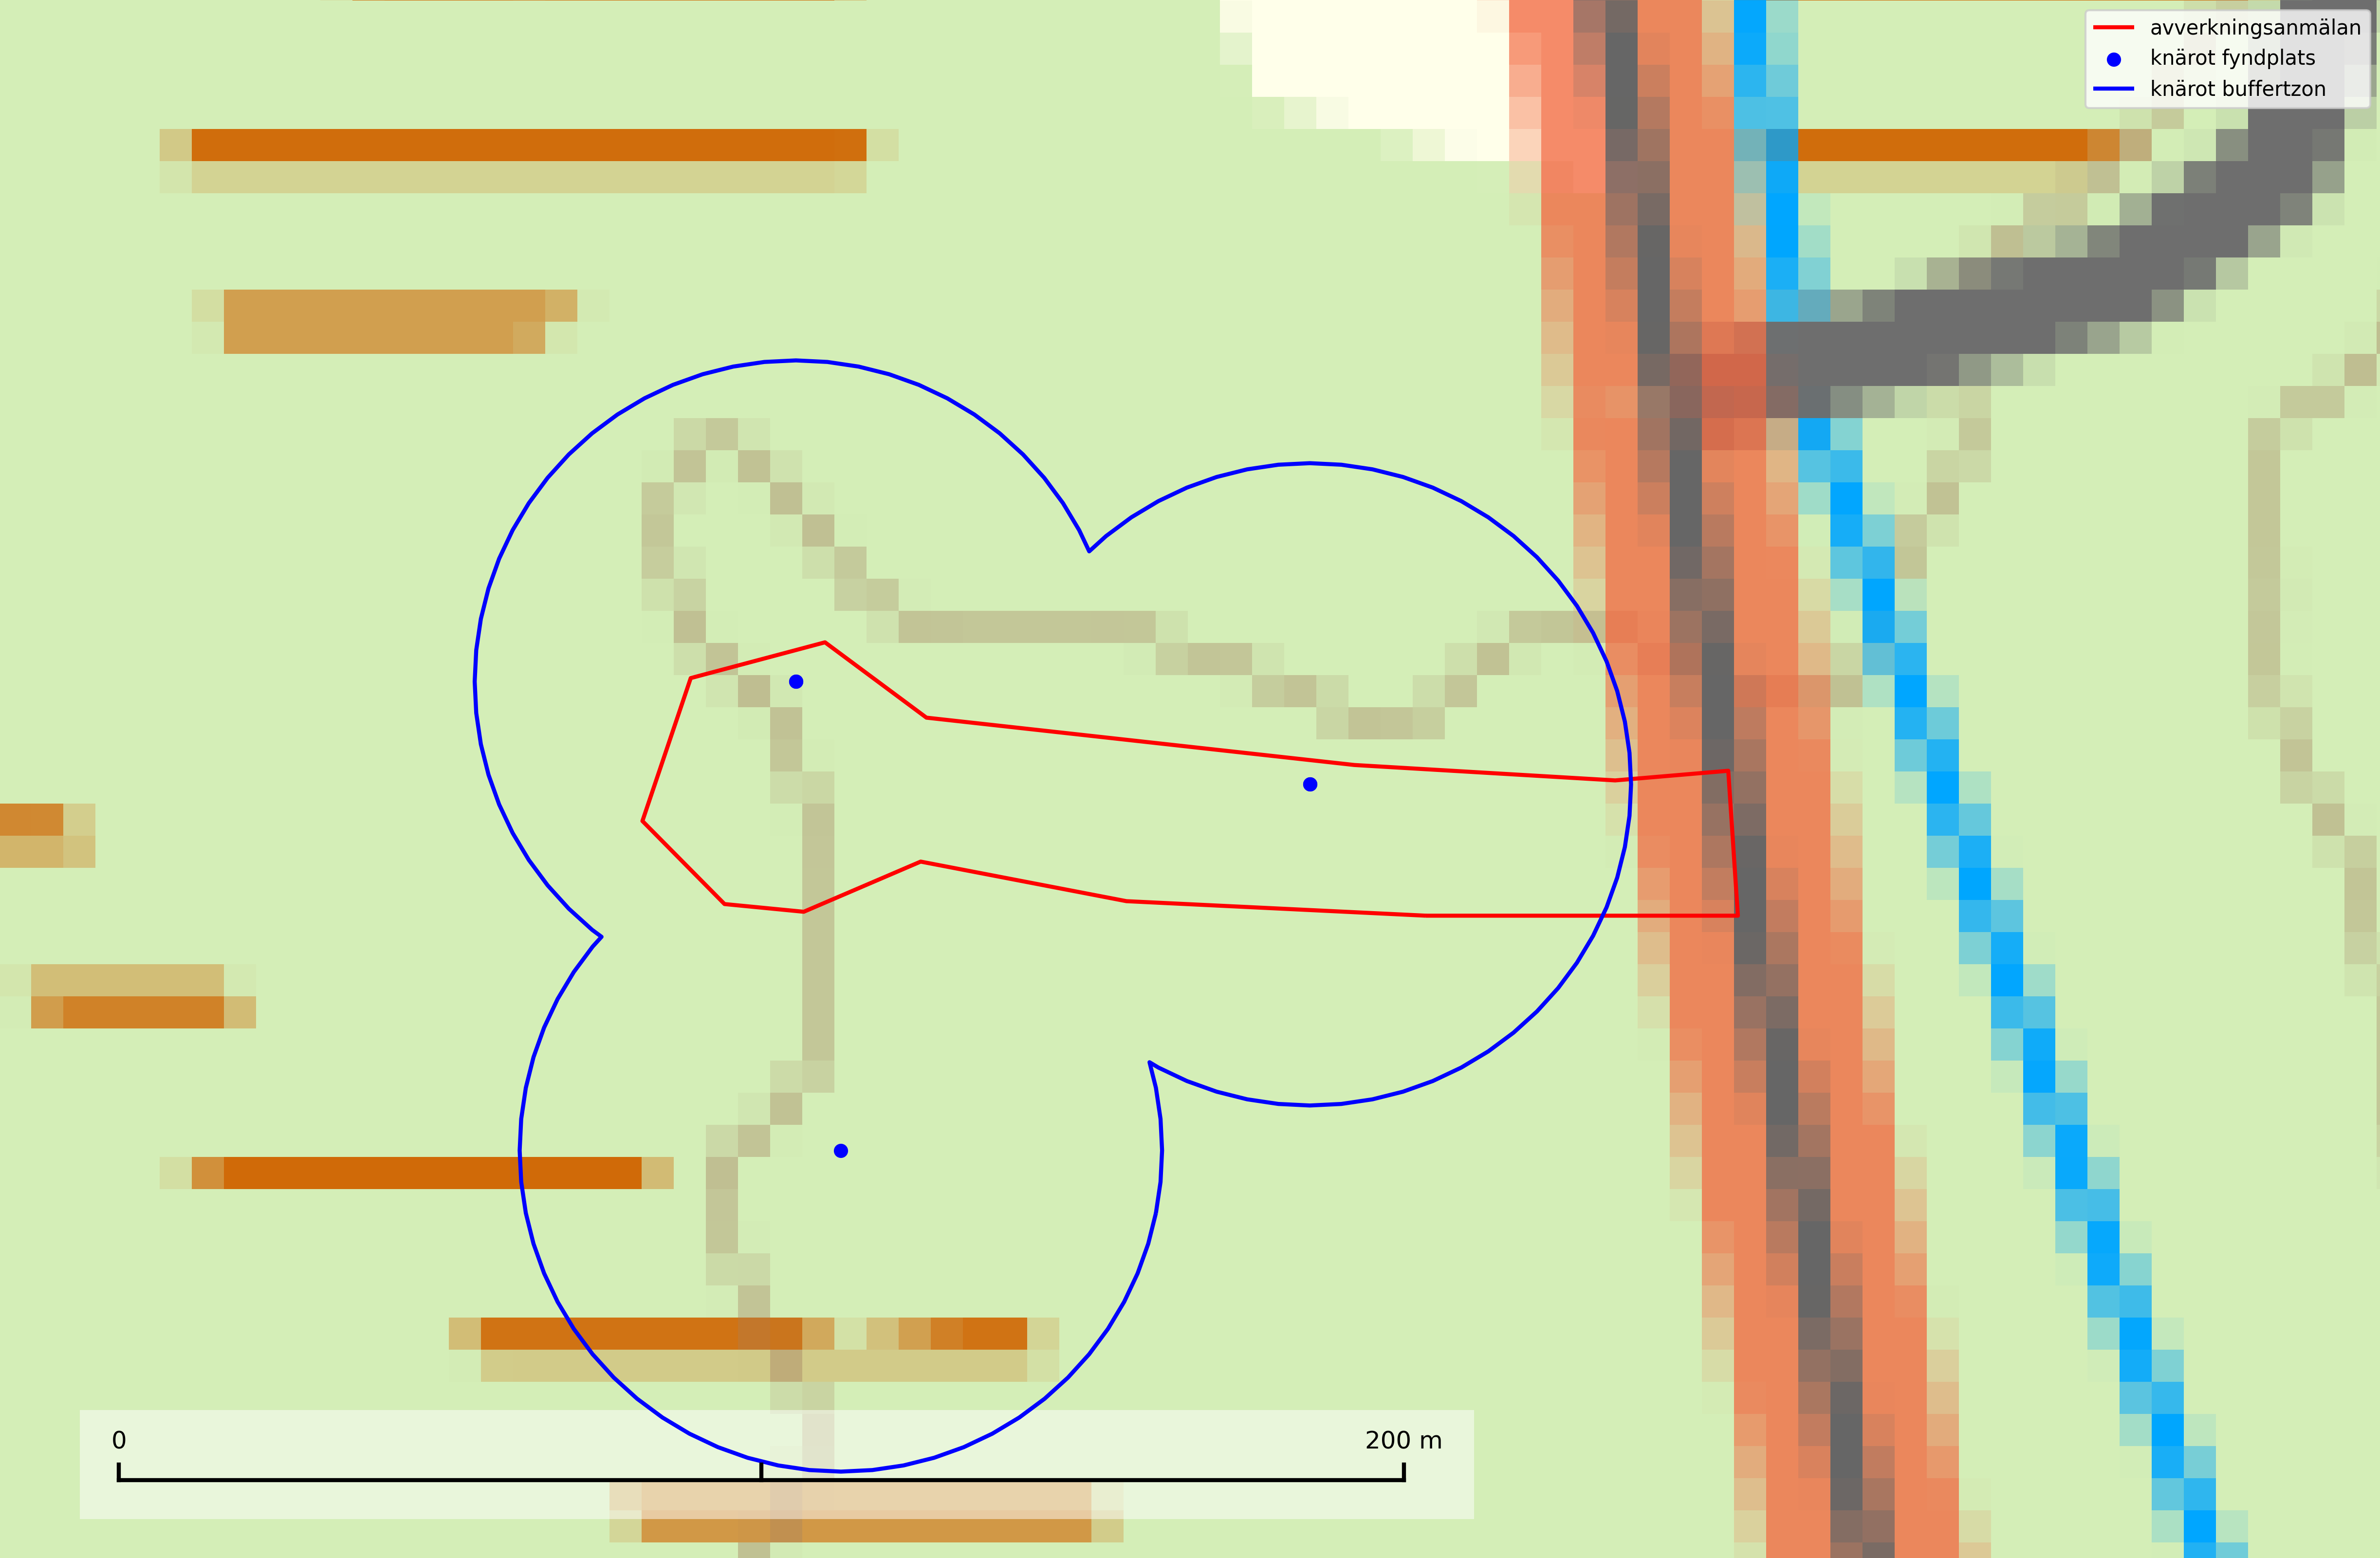 avverkningsanmälan
knärot fyndplats
knärot buffertzon
0
200 m